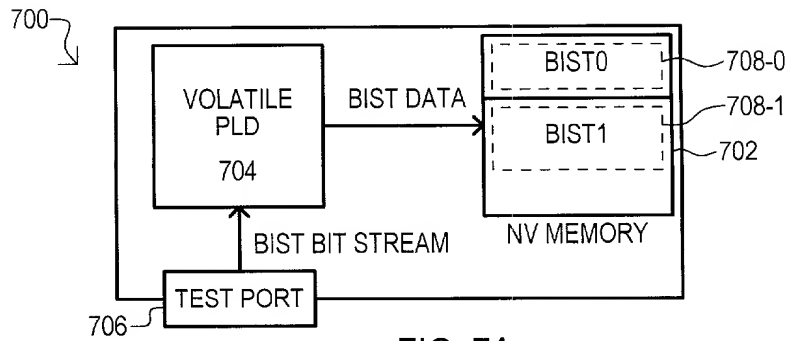 700
BIST0
708-0
VOLATILE
PLD
704
BIST DATA
BIST1
708-1
702
NV MEMORY
BIST BIT STREAM
TEST PORT
706